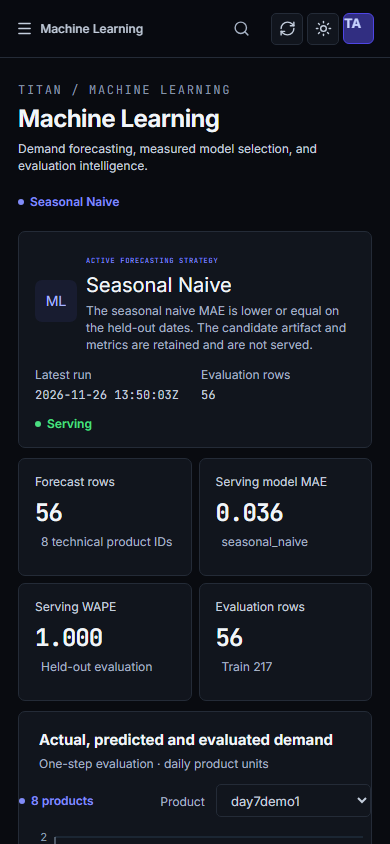 Machine Learning
TA
TITAN / MACHINE LEARNING
Machine Learning
Demand forecasting, measured model selection, and
evaluation intelligence.
Seasonal Naive
ACTIVE FORECASTING STRATEGY
ML
Seasonal Naive
The seasonal naive MAE is lower or equal on
the held-out dates. The candidate artifact and
metrics are retained and are not served.
Latest run
Evaluation rows
2026-11-26 13:50:03Z
56
Serving
Forecast rows
56
8 technical product IDs
Serving model MAE
0.036
seasonal_naive
Serving WAPE
1.000
Held-out evaluation
Evaluation rows
56
Train 217
Actual, predicted and evaluated demand
One-step evaluation · daily product units
8 products
Product
day7demo1
2